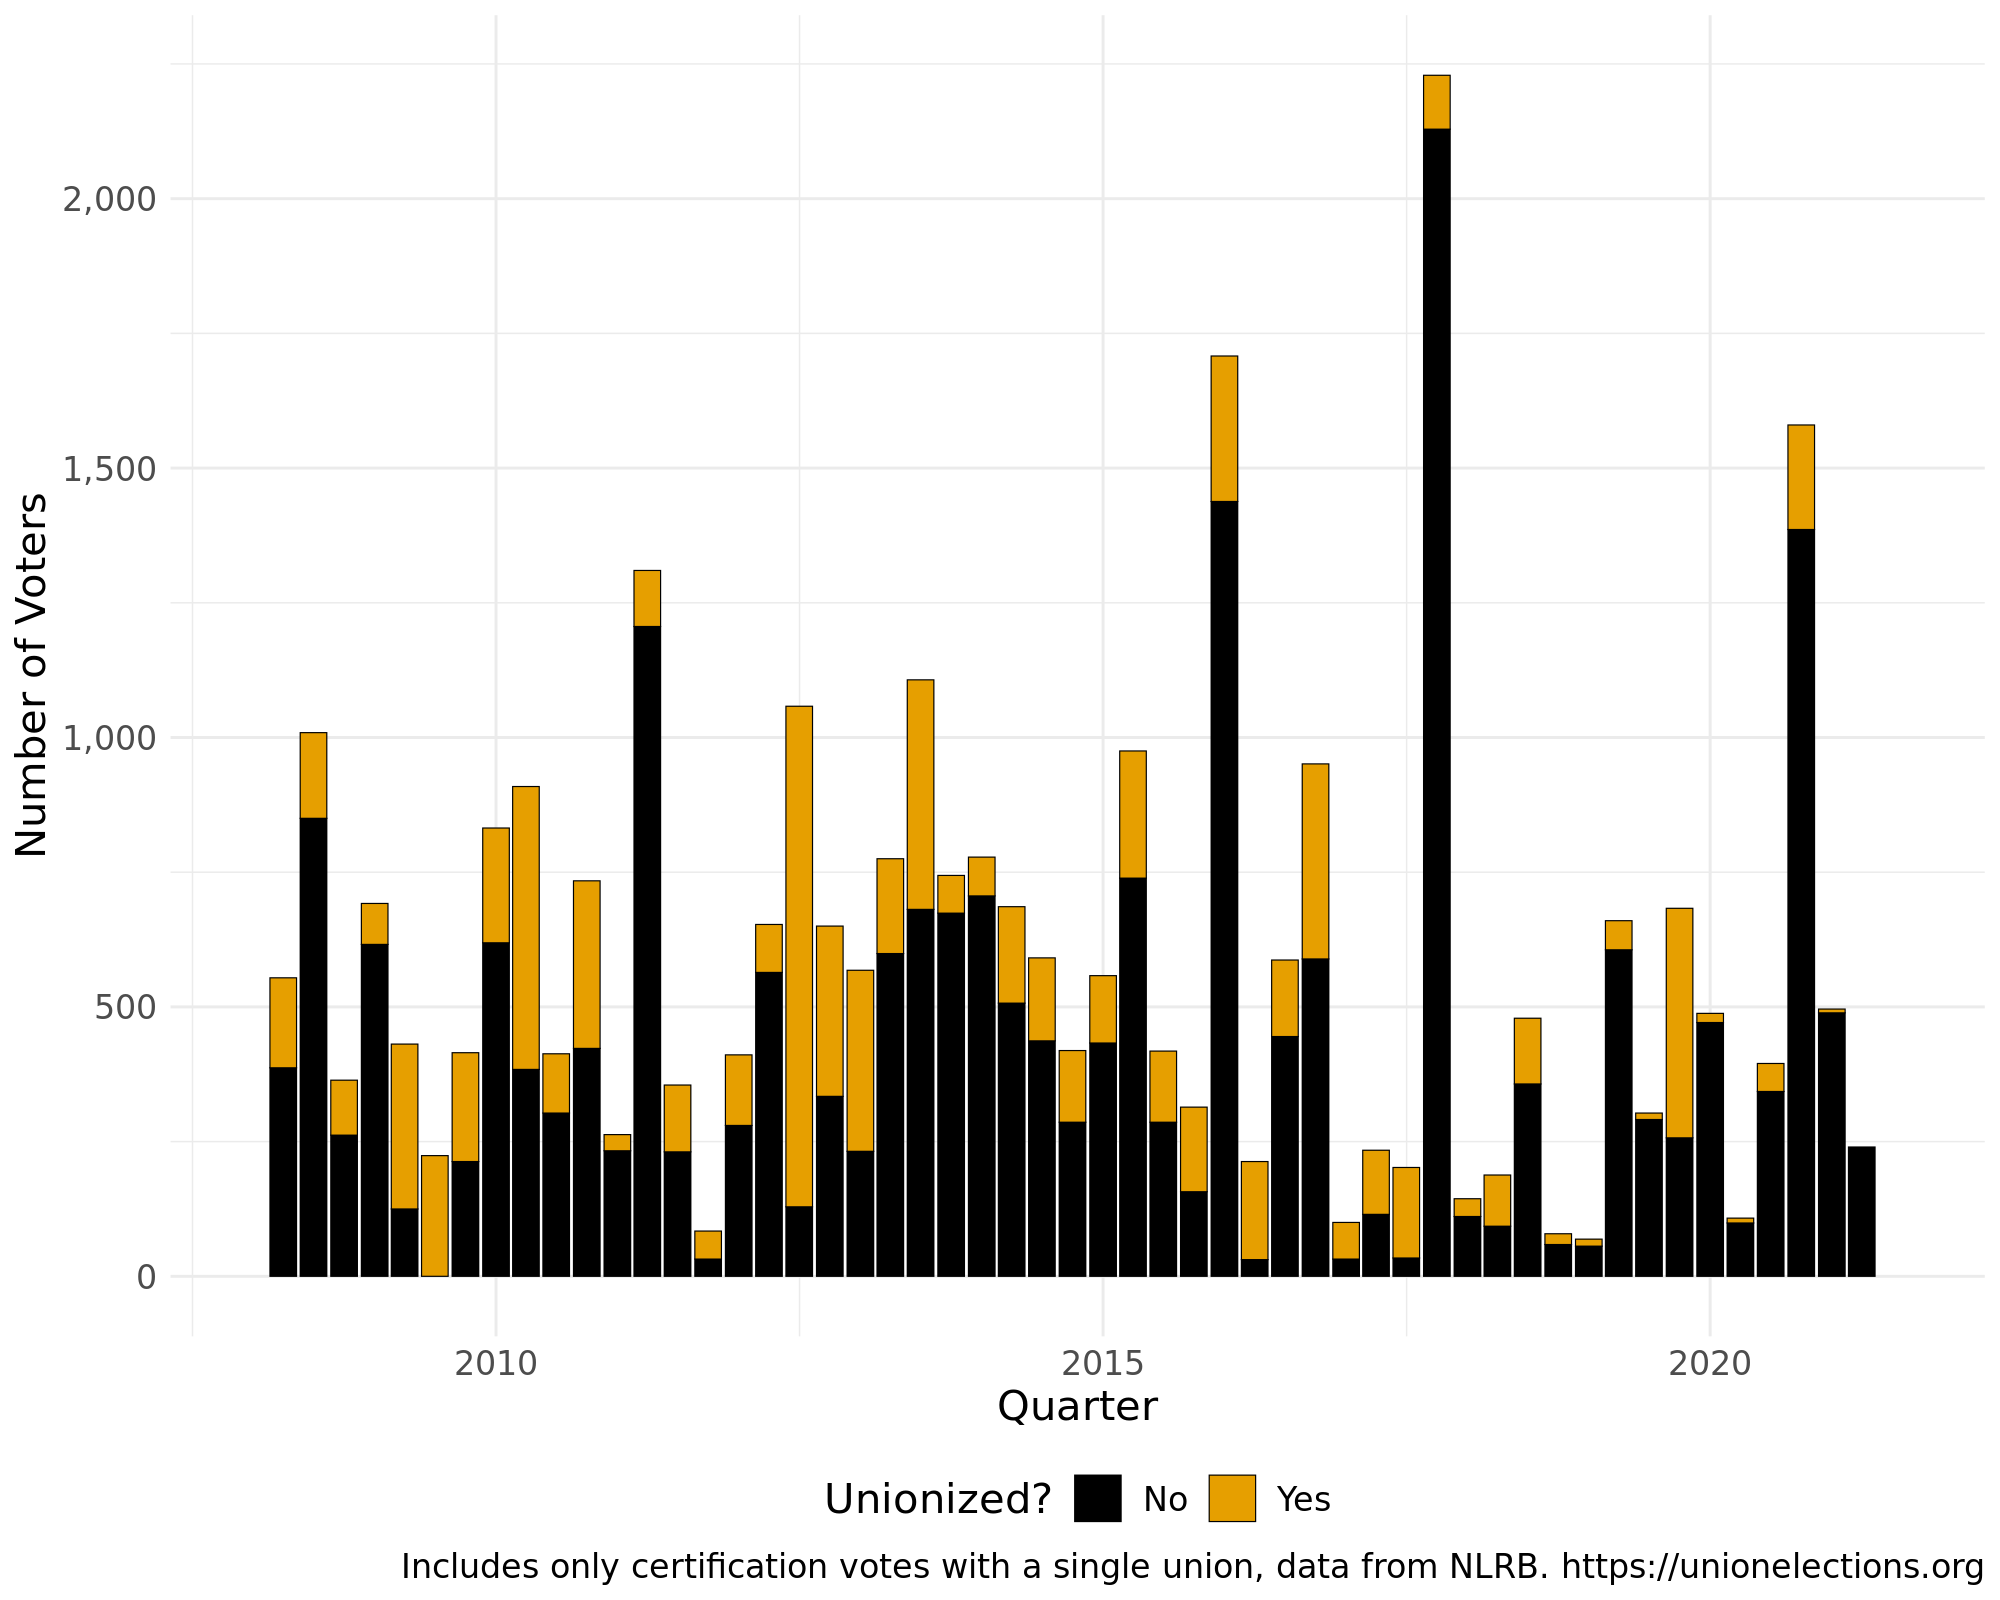 2,000
1,500
1,000
500
0
Number of Voters
2010 2015 2020
Quarter
Unionized? No Yes
Includes only certification votes with a single union, data from NLRB. https://unionelections.org